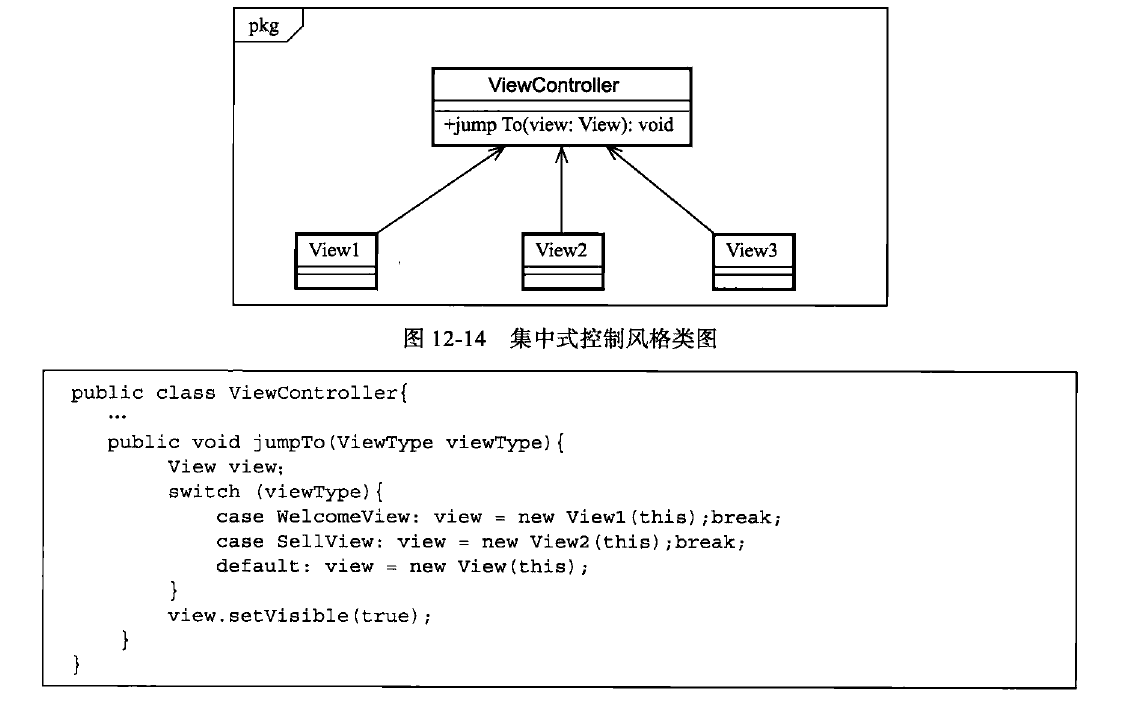 pkg
ViewController
+jump To(view: View): void
View1
View2
View3
图 12-14 集中式控制风格类图
public class ViewController{
...
public void jumpTo(ViewType viewType){
View view;
switch (viewType){
case WelcomeView: view = new View1(this);break;
case SellView: view = new View2(this);break;
default: view = new View(this);
}
view.setVisible(true);
}
}